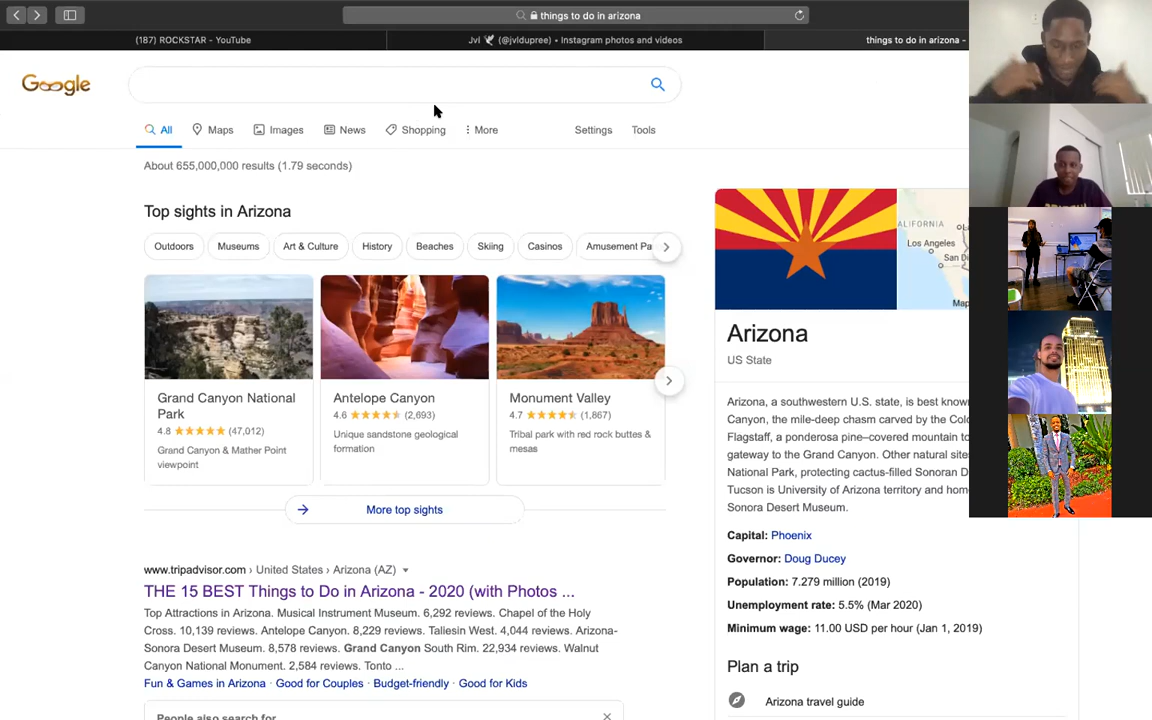 things to do in arizona
(187) ROCKSTAR - YouTube
Jvl 🕊 (@jvldupree) • Instagram photos and videos
things to do in arizona -
Google
All
Maps
Images
News
Shopping
More
Settings
Tools
About 655,000,000 results (1.79 seconds)
Top sights in Arizona
Outdoors
Museums
Art & Culture
History
Beaches
Skiing
Casinos
Amusement Pa
Grand Canyon National
Park
4.8 ★★★★★ (47,012)
Grand Canyon & Mather Point
viewpoint
Antelope Canyon
4.6 ★★★★★ (2,693)
Unique sandstone geological
formation
Monument Valley
4.7 ★★★★★ (1,867)
Tribal park with red rock buttes &
mesas
More top sights
www.tripadvisor.com › United States › Arizona (AZ)
THE 15 BEST Things to Do in Arizona - 2020 (with Photos ...
Top Attractions in Arizona. Musical Instrument Museum. 6,292 reviews. Chapel of the Holy
Cross. 10,139 reviews. Antelope Canyon. 8,229 reviews. Taliesin West. 4,044 reviews. Arizona-
Sonora Desert Museum. 8,578 reviews. Grand Canyon South Rim. 22,934 reviews. Walnut
Canyon National Monument. 2,584 reviews. Tonto ...
Fun & Games in Arizona · Good for Couples · Budget-friendly · Good for Kids
People also search for
CALIFORNIA
Los Angeles
San Di
Map
Arizona
US State
Arizona, a southwestern U.S. state, is best know
Canyon, the mile-deep chasm carved by the Col
Flagstaff, a ponderosa pine–covered mountain to
gateway to the Grand Canyon. Other natural site
National Park, protecting cactus-filled Sonoran D
Tucson is University of Arizona territory and hom
Sonora Desert Museum.
Capital: Phoenix
Governor: Doug Ducey
Population: 7.279 million (2019)
Unemployment rate: 5.5% (Mar 2020)
Minimum wage: 11.00 USD per hour (Jan 1, 2019)
Plan a trip
Arizona travel guide